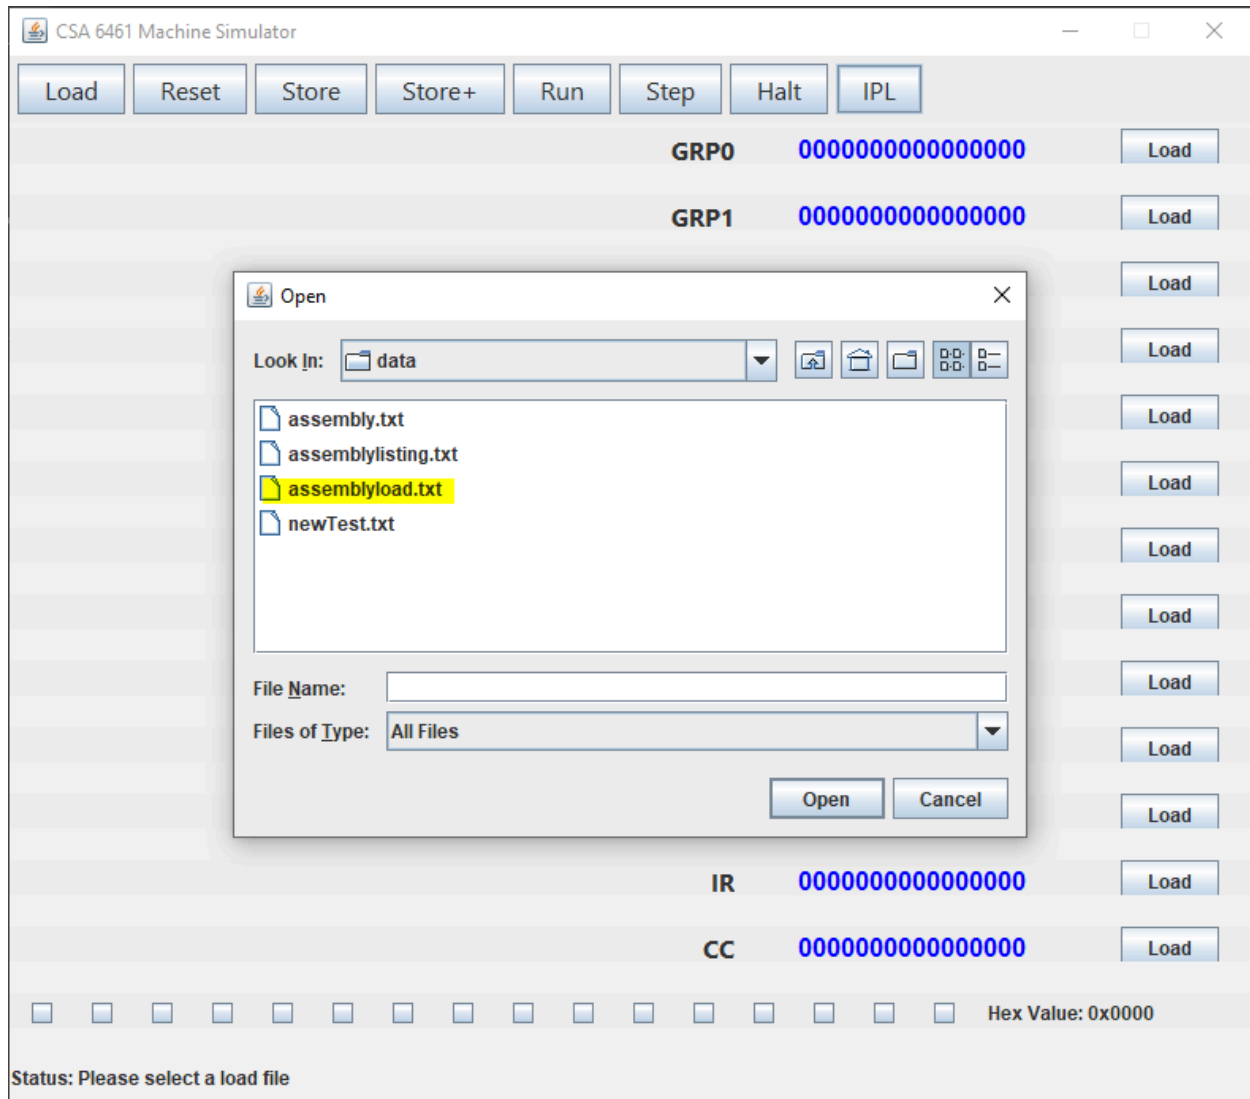 CSA 6461 Machine Simulator
Load Reset Store Store+ Run Step Halt IPL
GRP0 0000000000000000 Load
GRP1 0000000000000000 Load
Load
Open
Look In: data
Load
assembly.txt
Load
assemblylisting.txt
assemblyload.txt
Load
newTest.txt
Load
Load
File Name:
Load
Files of Type: All Files
Load
Open Cancel
Load
IR 0000000000000000 Load
CC 0000000000000000 Load
Hex Value: 0x0000
Status: Please select a load file